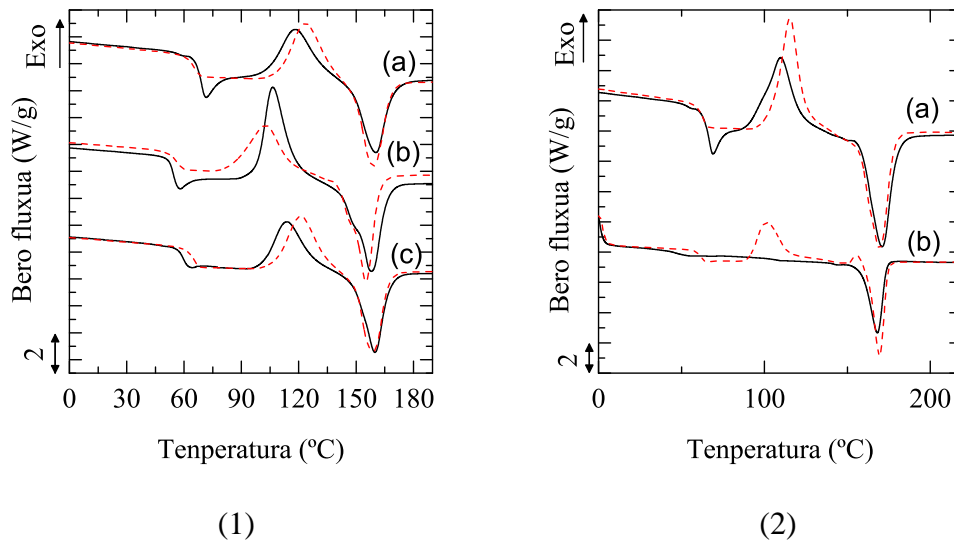 Exo
Bero fluxua (W/g)
2
(a)
(b)
(c)
0 30 60 90 120 150 180
Tenperatura (ºC)
(1)
Exo
Bero fluxua (W/g)
2
(a)
(b)
0 100 200
Tenperatura (ºC)
(2)